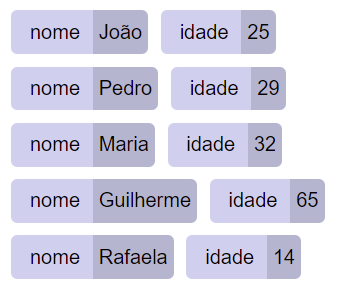 nome João idade 25
nome Pedro idade 29
nome Maria idade 32
nome Guilherme idade 65
nome Rafaela idade 14